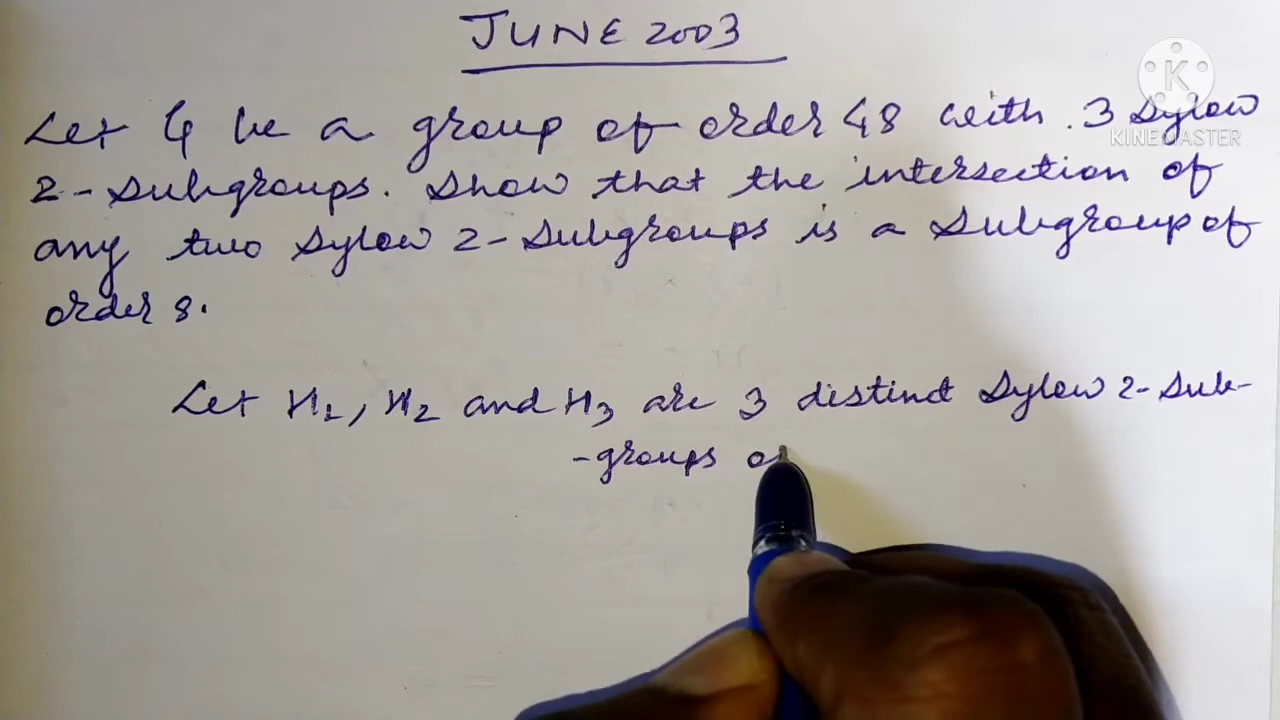 JUNE 2003
K
KINEMASTER
Let G be a group of order 48 with 3 Sylow
2-Subgroups. Show that the intersection of
any two Sylow 2-Subgroups is a Subgroup of
order 8.
Let H1, H2 and H3 are 3 distinct Sylow 2-Sub-
-groups of